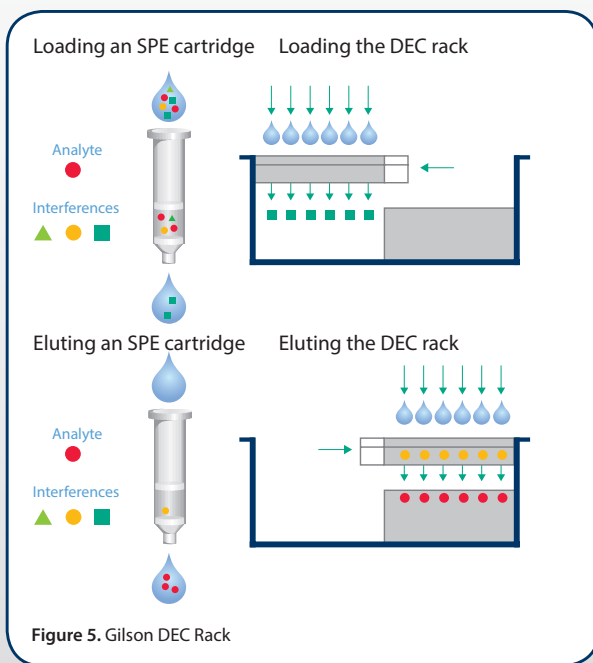 Loading an SPE cartridge
Loading the DEC rack
Analyte
Interferences
Eluting an SPE cartridge
Eluting the DEC rack
Analyte
Interferences
Figure 5. Gilson DEC Rack